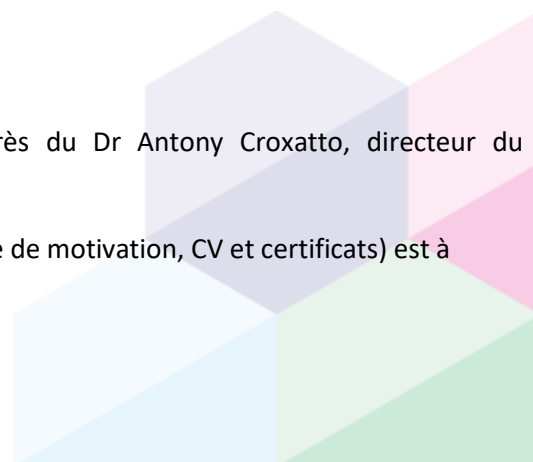 rès du Dr Antony Croxatto, directeur du
e de motivation, CV et certificats) est à